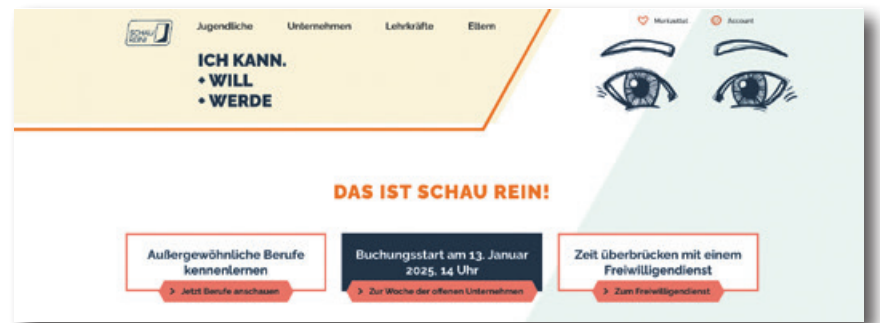 SCHAU
REIN!
Jugendliche Unternehmen Lehrkräfte Eltern
Merkzettel Account
ICH KANN.
• WILL
• WERDE
DAS IST SCHAU REIN!
Außergewöhnliche Berufe
kennenlernen
> Jetzt Berufe anschauen
Buchungsstart am 13. Januar
2025, 14 Uhr
> Zur Woche der offenen Unternehmen
Zeit überbrücken mit einem
Freiwilligendienst
> Zum Freiwilligendienst